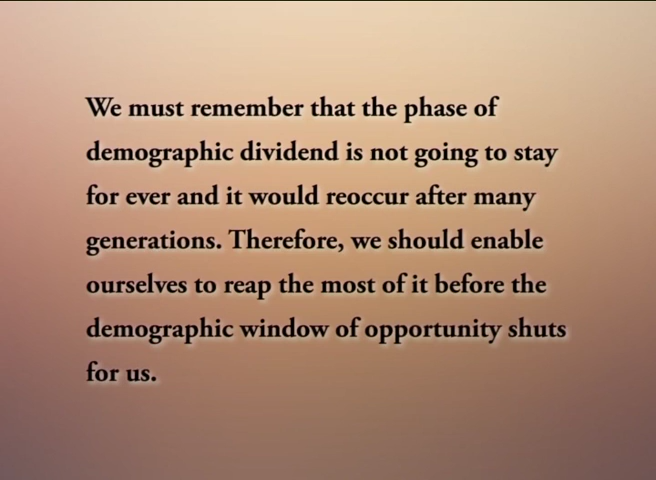 We must remember that the phase of
demographic dividend is not going to stay
for ever and it would reoccur after many
generations. Therefore, we should enable
ourselves to reap the most of it before the
demographic window of opportunity shuts
for us.